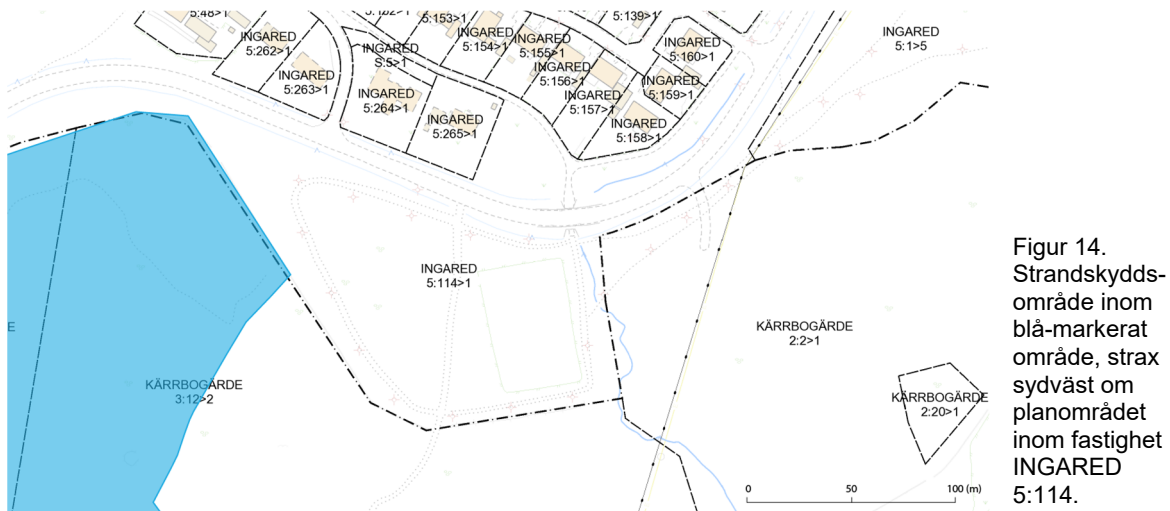 5:48>1
5:152>1
5:153>1
5:139>1
INGARED
5:262>1
INGARED
5:154>1
INGARED
5:155>1
INGARED
5:160>1
INGARED
5:1>5
INGARED
S:5>1
INGARED
5:156>1
INGARED
5:263>1
INGARED
5:264>1
INGARED
5:157>1
INGARED
5:159>1
INGARED
5:265>1
INGARED
5:158>1
INGARED
5:114>1
KÄRRBOGÄRDE
2:2>1
E
KÄRRBOGÄRDE
3:12>2
KÄRRBOGÄRDE
2:20>1
0 50 100 (m)
Figur 14.
Strandskydds-
område inom
blå-markerat
område, strax
sydväst om
planområdet
inom fastighet
INGARED
5:114.